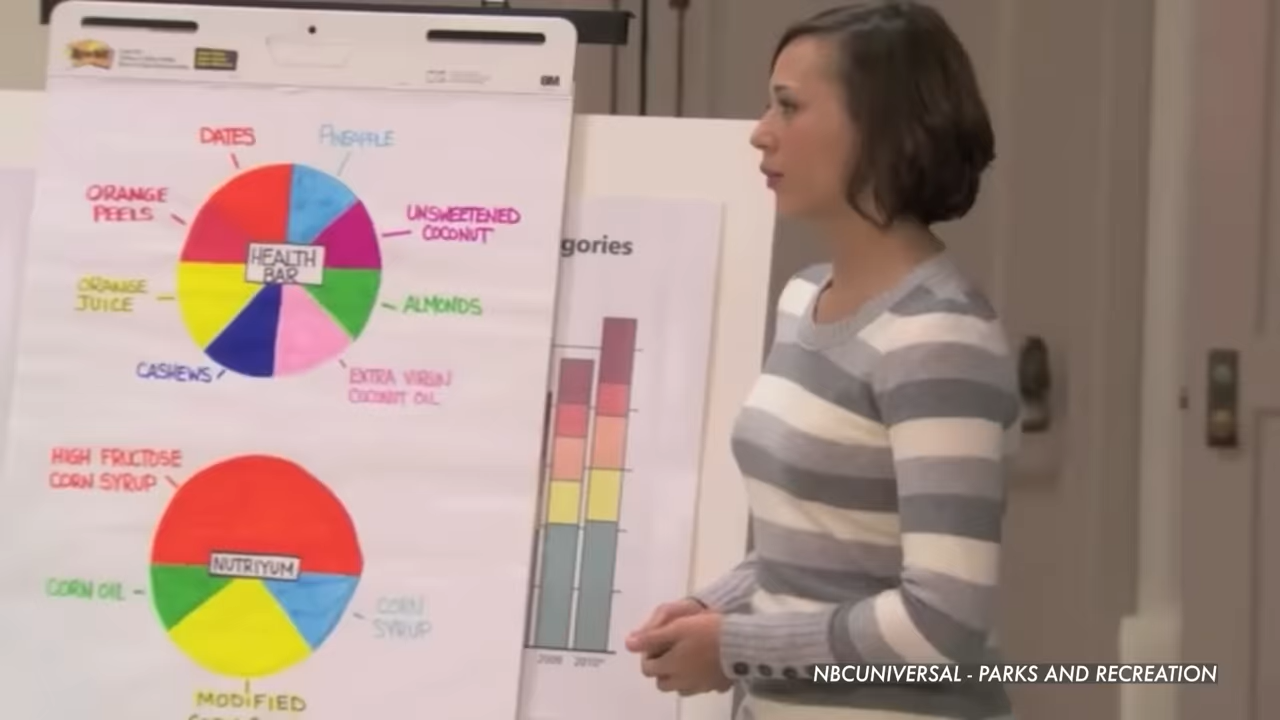 DATES
PINEAPPLE
ORANGE
PEELS
UNSWEETENED
COCONUT
HEALTH
BAR
ORANGE
JUICE
ALMONDS
CASHEWS
EXTRA VIRGIN
COCONUT OIL
gories
HIGH FRUCTOSE
CORN SYRUP
NUTRIYUM
CORN OIL
CORN
SYRUP
MODIFIED
2009 2010*
NBCUNIVERSAL - PARKS AND RECREATION